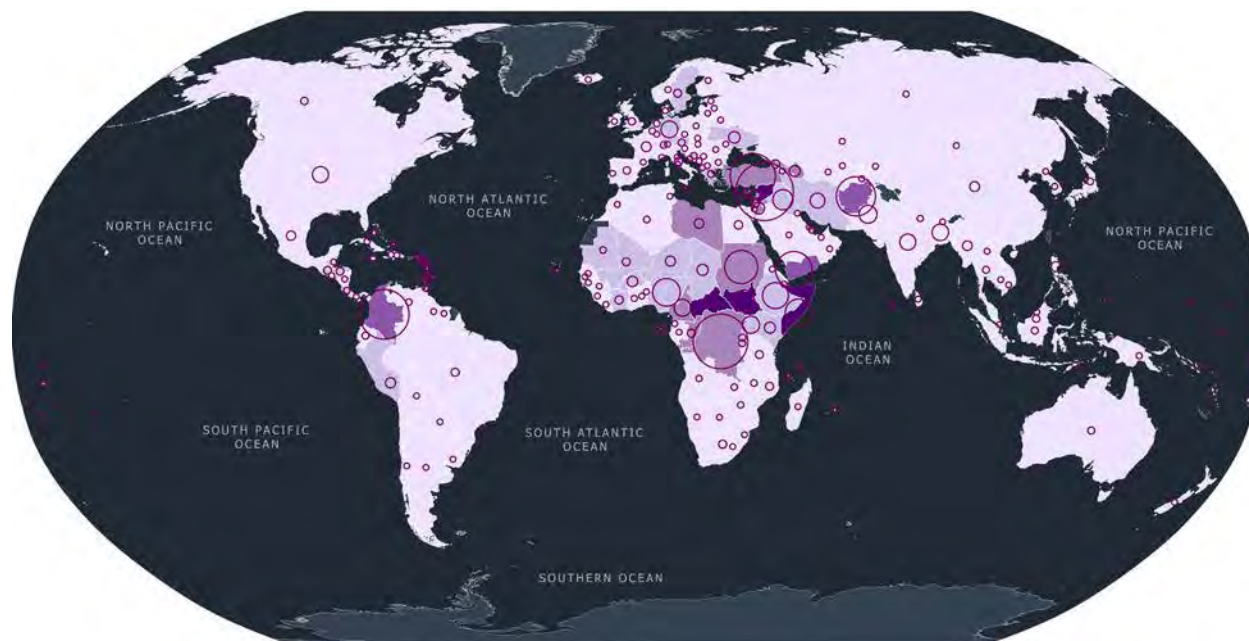 NORTH ATLANTIC
OCEAN
NORTH PACIFIC
OCEAN
NORTH PACIFIC
OCEAN
INDIAN
OCEAN
SOUTH PACIFIC
OCEAN
SOUTH ATLANTIC
OCEAN
SOUTHERN OCEAN